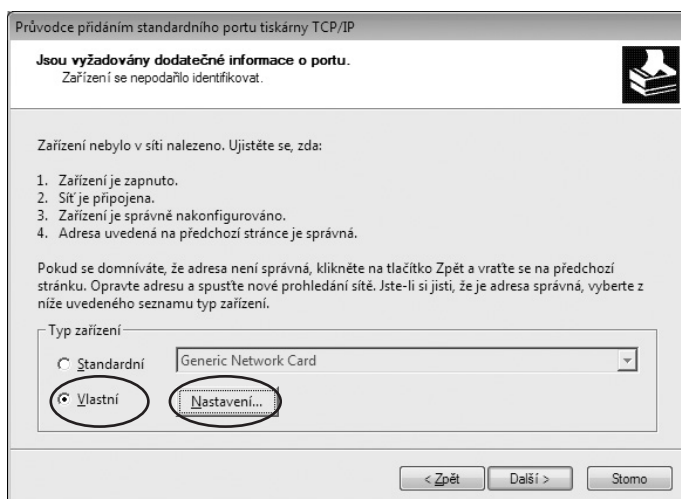 Průvodce přidáním standardního portu tiskárny TCP/IP
Jsou vyžadovány dodatečné informace o portu.
Zařízení se nepodařilo identifikovat.
Zařízení nebylo v síti nalezeno. Ujistěte se, zda:
1. Zařízení je zapnuto.
2. Síť je připojena.
3. Zařízení je správně nakonfigurováno.
4. Adresa uvedená na předchozí stránce je správná.
Pokud se domníváte, že adresa není správná, klikněte na tlačítko Zpět a vraťte se na předchozí
stránku. Opravte adresu a spusťte nové prohledání sítě. Jste-li si jisti, že je adresa správná, vyberte z
níže uvedeného seznamu typ zařízení.
Typ zařízení
Standardní Generic Network Card
Vlastní Nastavení...
< Zpět Další > Storno